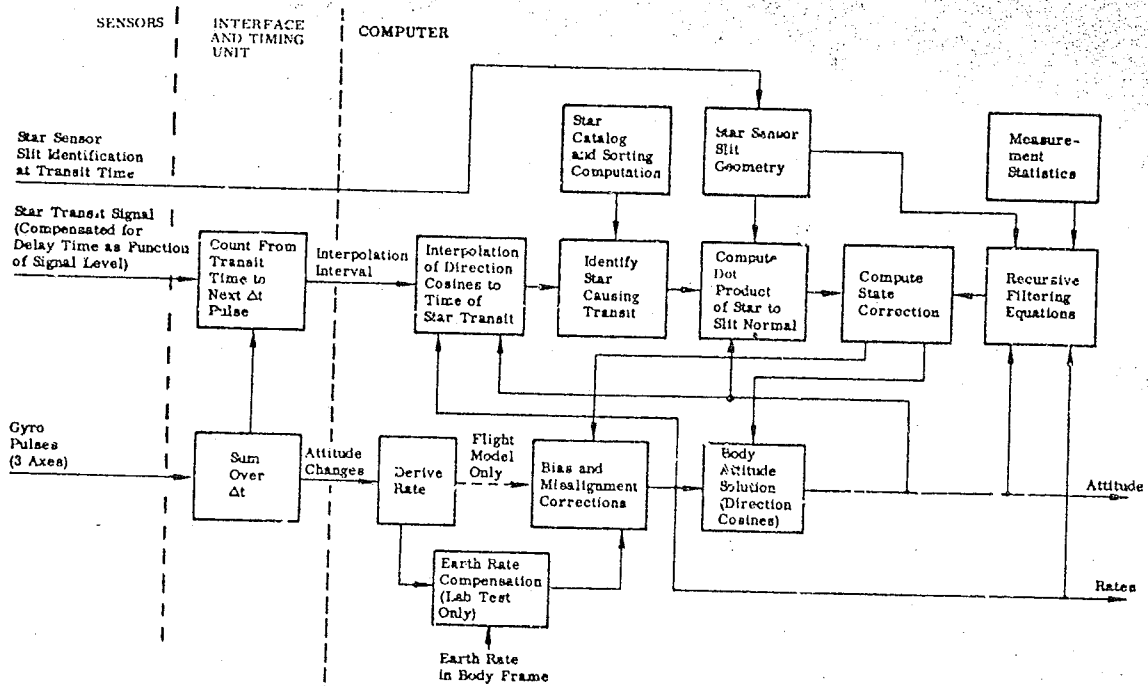 SENSORS
INTERFACE
AND TIMING
UNIT
COMPUTER
Star Sensor
Slit Identification
at Transit Time
Star
Catalog
and Sorting
Computation
Star Sensor
Slit
Geometry
Measure-
ment
Statistics
Star Transit Signal
(Compensated for
Delay Time as Function
of Signal Level)
Count From
Transit
Time to
Next Δt
Pulse
Interpolation
Interval
Interpolation
of Direction
Cosines to
Time of
Star Transit
Identify
Star
Causing
Transit
Compute
Dot
Product
of Star to
Slit Normal
Compute
State
Correction
Recursive
Filtering
Equations
Gyro
Pulses
(3 Axes)
Sum
Over
Δt
Attitude
Changes
Derive
Rate
Flight
Model
Only
Bias and
Misalignment
Corrections
Body
Attitude
Solution
(Direction
Cosines)
Attitude
Earth Rate
Compensation
(Lab Test
Only)
Rates
Earth Rate
in Body Frame